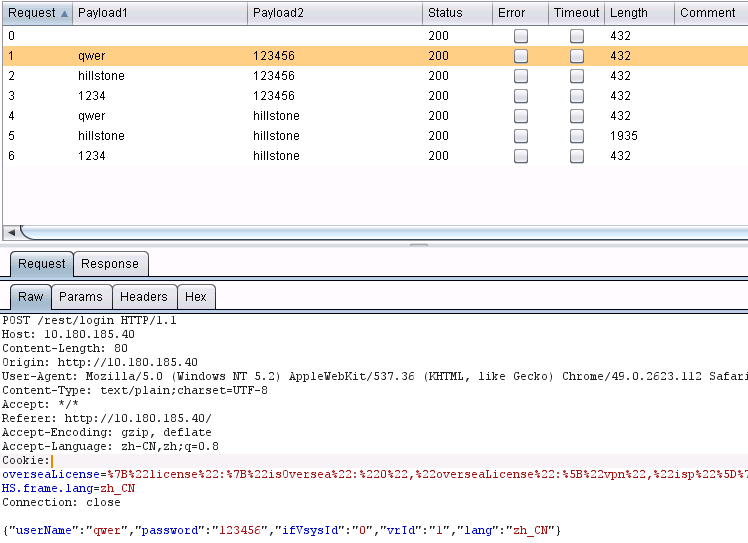 Request Payload1 Payload2 Status Error Timeout Length Comment
0 200 432
1 qwer 123456 200 432
2 hillstone 123456 200 432
3 1234 123456 200 432
4 qwer hillstone 200 432
5 hillstone hillstone 200 1935
6 1234 hillstone 200 432
Request Response
Raw Params Headers Hex
POST /rest/login HTTP/1.1
Host: 10.180.185.40
Content-Length: 80
Origin: http://10.180.185.40
User-Agent: Mozilla/5.0 (Windows NT 5.2) AppleWebKit/537.36 (KHTML, like Gecko) Chrome/49.0.2623.112 Safari
Content-Type: text/plain;charset=UTF-8
Accept: */*
Referer: http://10.180.185.40/
Accept-Encoding: gzip, deflate
Accept-Language: zh-CN,zh;q=0.8
Cookie:
overseaLicense=%7B%22license%22:%7B%22isOversea%22:%220%22,%22overseaLicense%22:%5B%22vpn%22,%22isp%22%5D%7
HS.frame.lang=zh_CN
Connection: close
{"userName":"qwer","password":"123456","ifVsysId":"0","vrId":"1","lang":"zh_CN"}